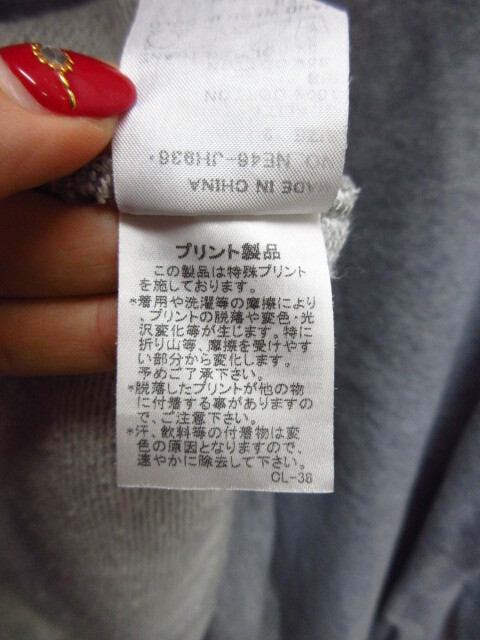 MADE IN CHINA
NO. NE46-JH936
SIZE 2
100% COTTON
プリント製品
この製品は特殊プリント
を施しております。
*着用や洗濯等の摩擦により
、プリントの脱落や変色・光
沢変化等が生じます。特に
折り山等、摩擦を受けやす
い部分から変化します。
予めご了承下さい。
*脱落したプリントが他の物
に付着する事がありますの
で、ご注意下さい。
*汗、飲料等の付着物は変
色の原因となりますので、
速やかに除去して下さい。
CL-38